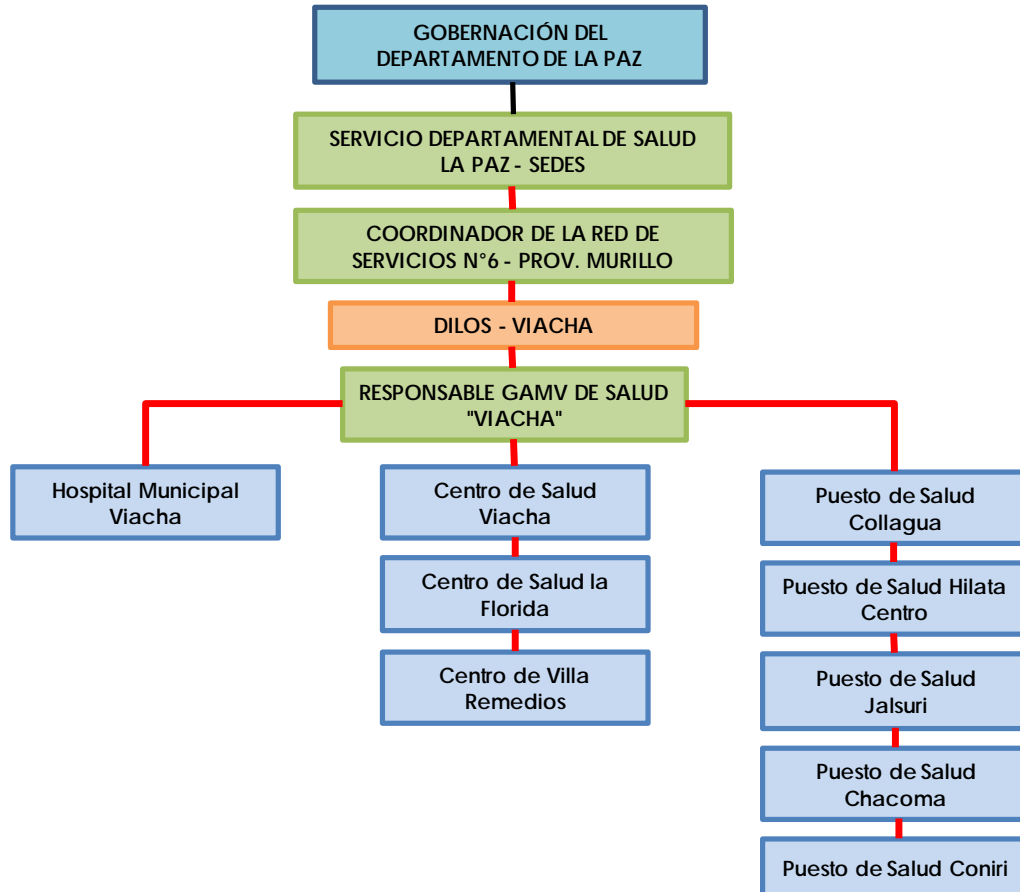 GOBERNACIÓN DEL
DEPARTAMENTO DE LA PAZ
SERVICIO DEPARTAMENTAL DE SALUD
LA PAZ - SEDES
COORDINADOR DE LA RED DE
SERVICIOS N°6 - PROV. MURILLO
DILOS - VIACHA
RESPONSABLE GAMV DE SALUD
"VIACHA"
Hospital Municipal
Viacha
Centro de Salud
Viacha
Centro de Salud la
Florida
Centro de Villa
Remedios
Puesto de Salud
Collagua
Puesto de Salud Hilata
Centro
Puesto de Salud
Jalsuri
Puesto de Salud
Chacoma
Puesto de Salud Coniri